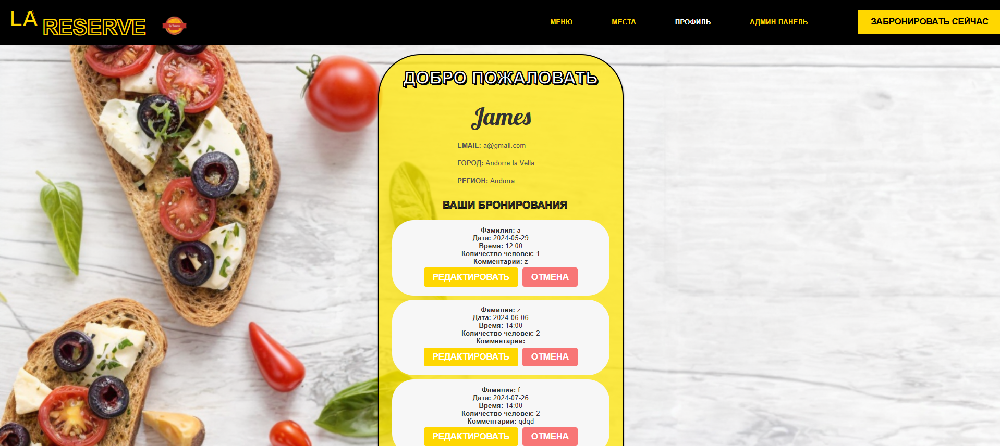 LA RESERVE
МЕНЮ
МЕСТА
ПРОФИЛЬ
АДМИН-ПАНЕЛЬ
ЗАБРОНИРОВАТЬ СЕЙЧАС
ДОБРО ПОЖАЛОВАТЬ
James
EMAIL: a@gmail.com
ГОРОД: Andorra la Vella
РЕГИОН: Andorra
ВАШИ БРОНИРОВАНИЯ
Фамилия: a
Дата: 2024-05-29
Время: 12:00
Количество человек: 1
Комментарии: z
РЕДАКТИРОВАТЬ ОТМЕНА
Фамилия: z
Дата: 2024-06-06
Время: 14:00
Количество человек: 2
Комментарии:
РЕДАКТИРОВАТЬ ОТМЕНА
Фамилия: f
Дата: 2024-07-26
Время: 14:00
Количество человек: 2
Комментарии: qdqd
РЕДАКТИРОВАТЬ ОТМЕНА